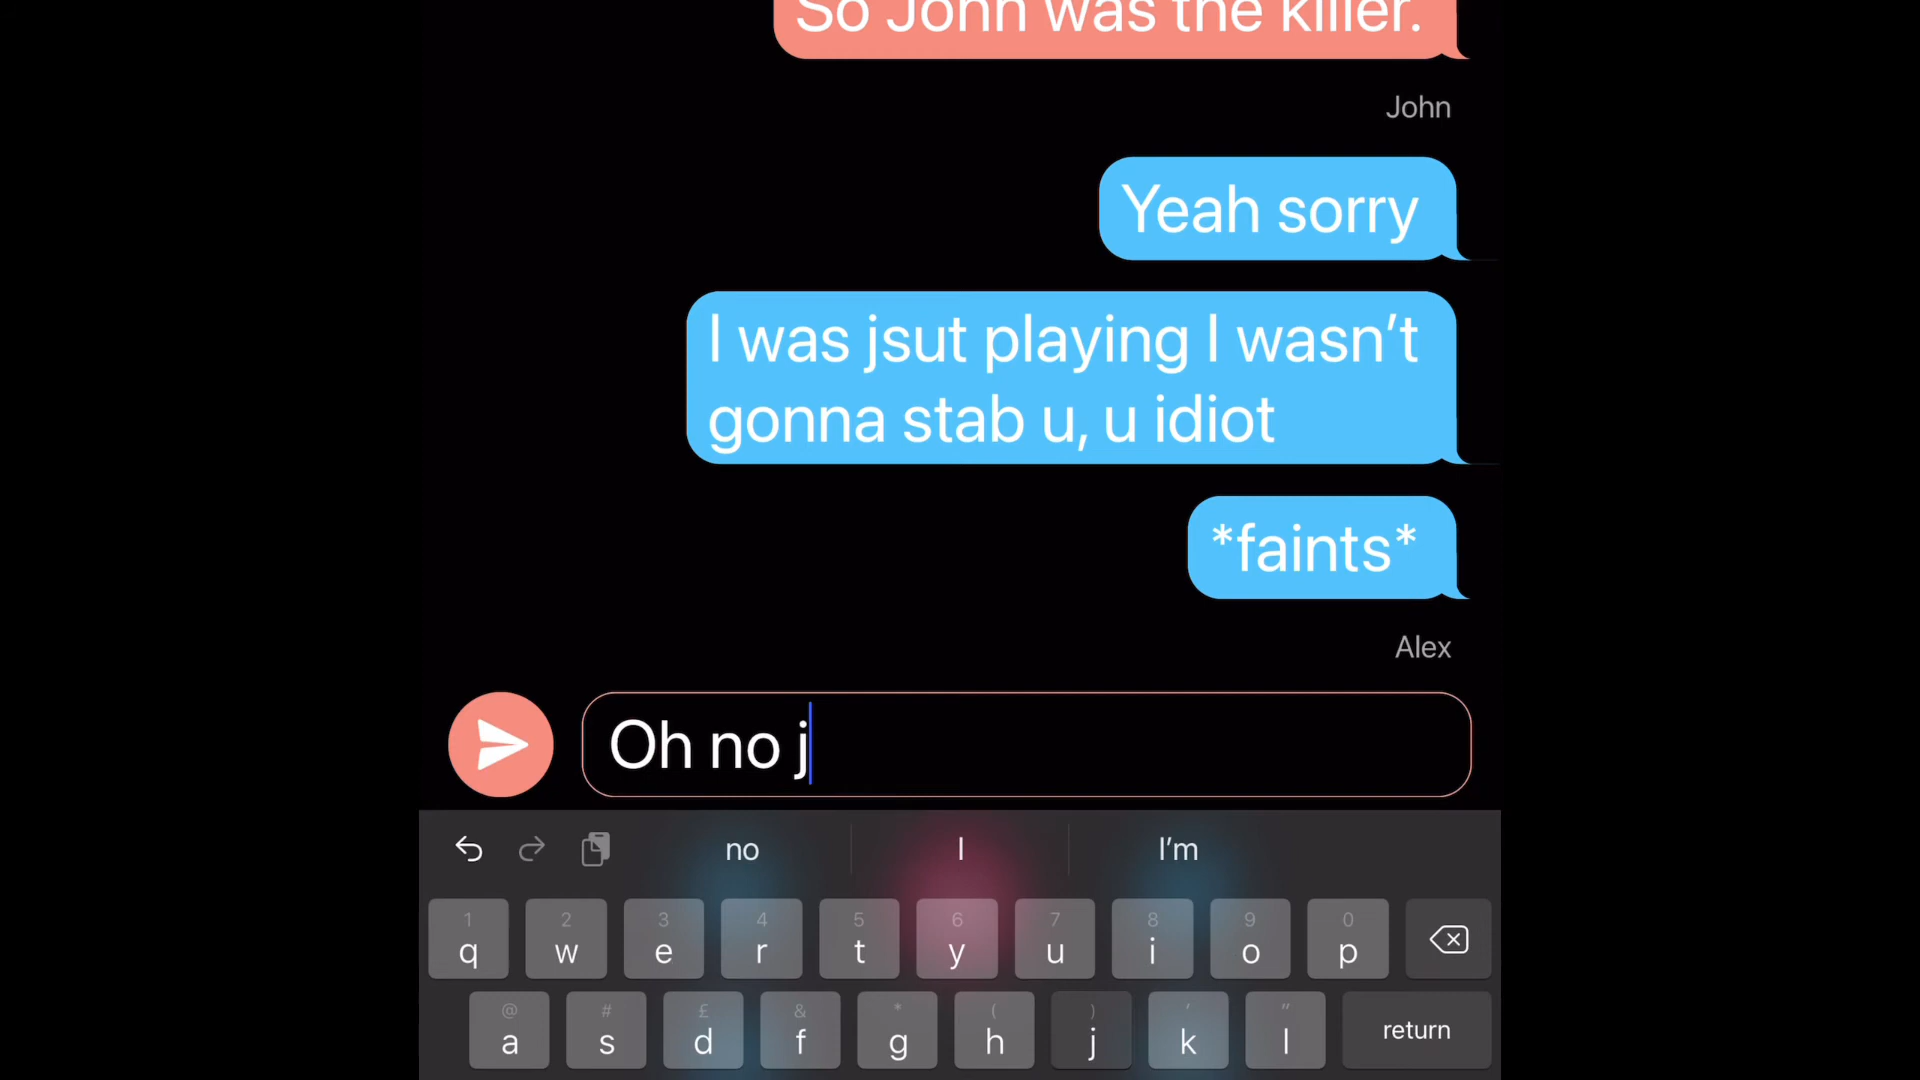 So John was the killer.
John
Yeah sorry
I was jsut playing I wasn't
gonna stab u, u idiot
*faints*
Alex
Oh no j
no I I'm
1 2 3 4 5 6 7 8 9 0
q w e r t y u i o p
@ # £ & * ( ) ' "
a s d f g h j k l return